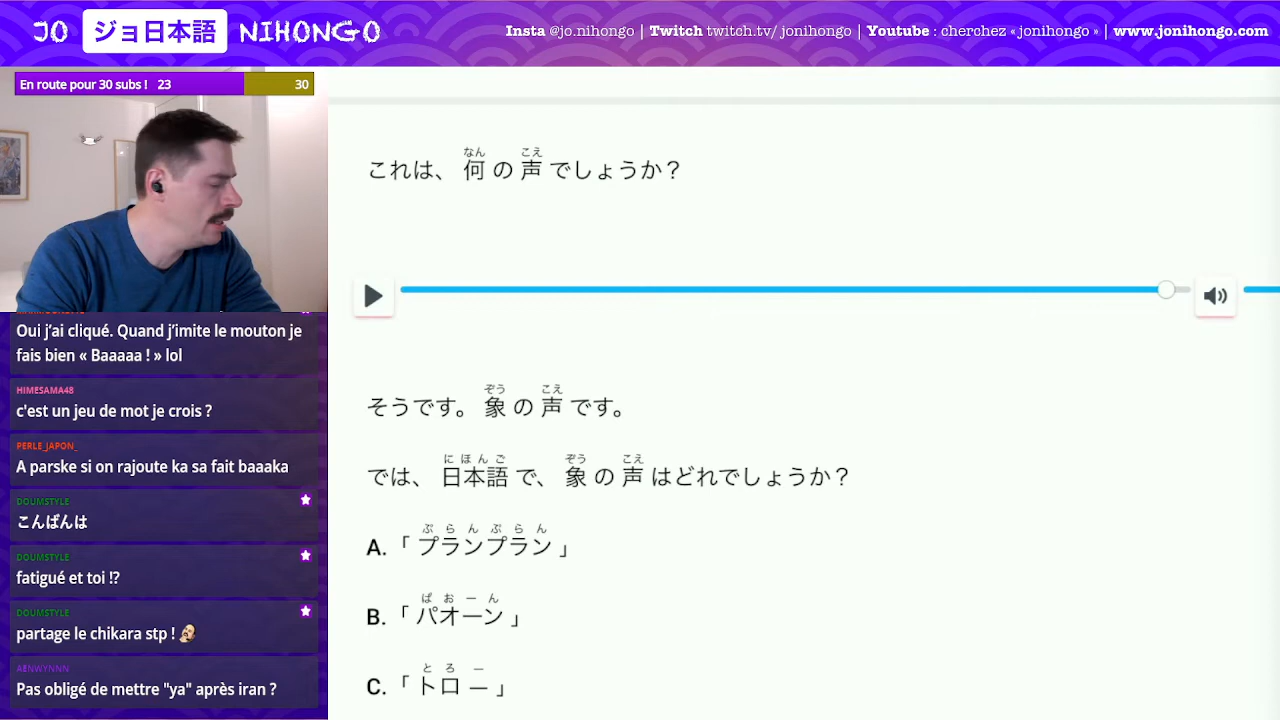 JO ジョ日本語 NIHONGO
Insta @jo.nihongo | Twitch twitch.tv/jonihongo | Youtube : cherchez « jonihongo » | www.jonihongo.com
En route pour 30 subs ! 23 30
Oui j’ai cliqué. Quand j’imite le mouton je
fais bien « Baaaaa ! » lol
HIMESAMA48
c'est un jeu de mot je crois ?
PERLE_JAPON_
A parske si on rajoute ka sa fait baaaka
DOUMSTYLE
こんばんは
DOUMSTYLE
fatigué et toi !?
DOUMSTYLE
partage le chikara stp !
AENWYNNN
Pas obligé de mettre "ya" après iran ?
なん こえ
これは、何の声でしょうか？
ぞう こえ
そうです。象の声です。
にほんご ぞう こえ
では、日本語で、象の声はどれでしょうか？
ぷらんぷらん
A.「プランプラン」
ぱおーん
B.「パオーン」
とろー
C.「トロー」